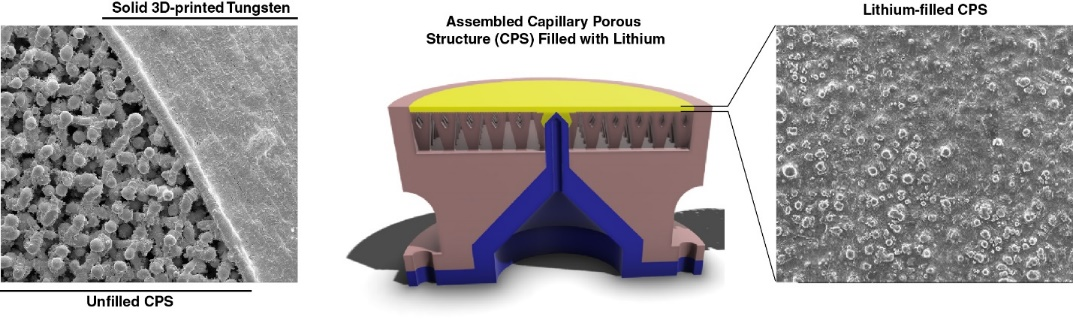 Solid 3D-printed Tungsten
Unfilled CPS
Assembled Capillary Porous
Structure (CPS) Filled with Lithium
Lithium-filled CPS